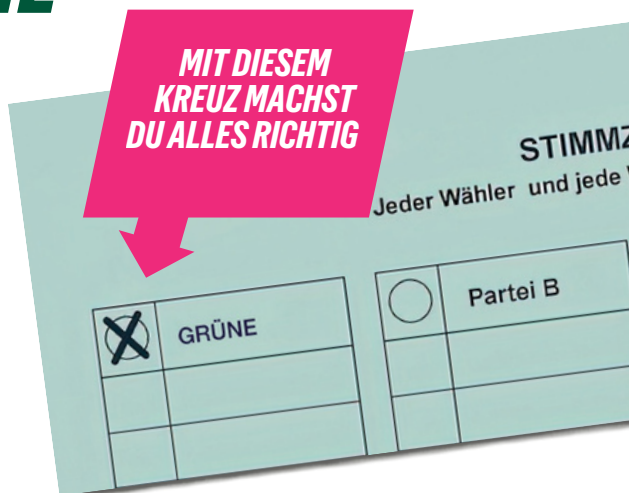 MIT DIESEM
KREUZ MACHST
DU ALLES RICHTIG
Jeder Wähler und jede
GRÜNE
Partei B